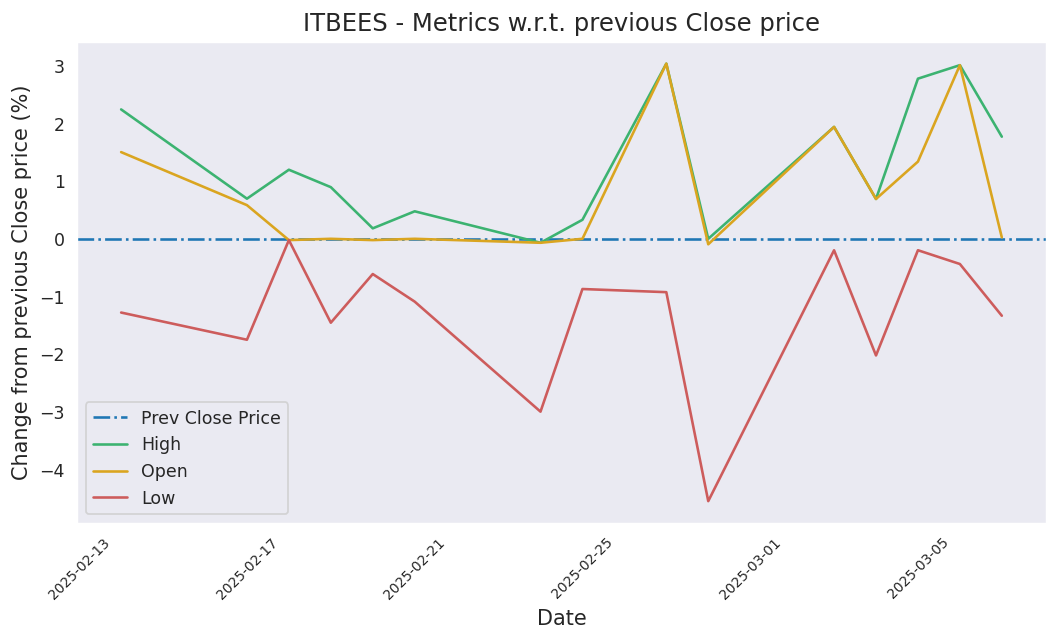 ITBEES - Metrics w.r.t. previous Close price
Change from previous Close price (%)
3
2
1
0
−1
−2
−3
−4
Prev Close Price
High
Open
Low
2025-02-13
2025-02-17
2025-02-21
2025-02-25
2025-03-01
2025-03-05
Date